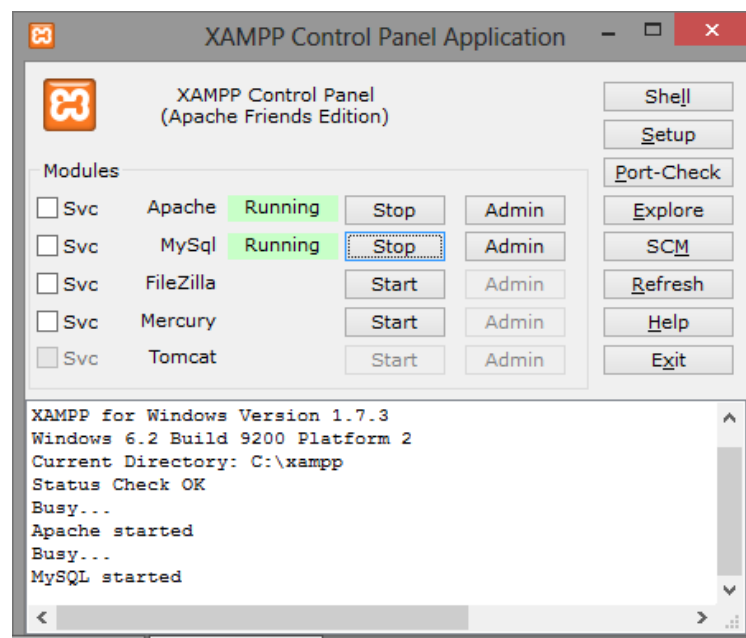 XAMPP Control Panel Application
XAMPP Control Panel
(Apache Friends Edition)
Shell
Setup
Port-Check
Modules
Svc Apache Running Stop Admin Explore
Svc MySql Running Stop Admin SCM
Svc FileZilla Start Admin Refresh
Svc Mercury Start Admin Help
Svc Tomcat Start Admin Exit
XAMPP for Windows Version 1.7.3
Windows 6.2 Build 9200 Platform 2
Current Directory: C:\xampp
Status Check OK
Busy...
Apache started
Busy...
MySQL started